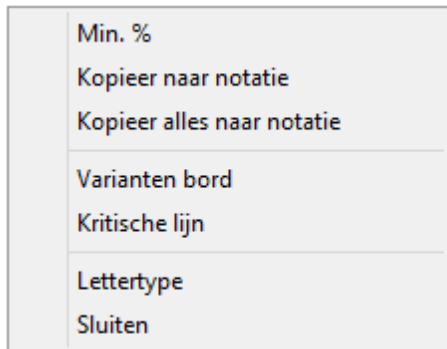 Min. %
Kopieer naar notatie
Kopieer alles naar notatie
Varianten bord
Kritische lijn
Lettertype
Sluiten